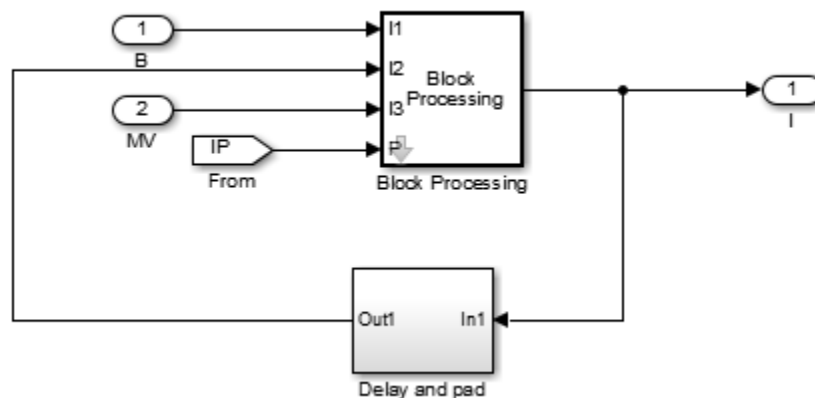 1
B
2
MV
IP
From
I1
I2
I3
P
Block
Processing
Block Processing
1
I
Out1
In1
Delay and pad